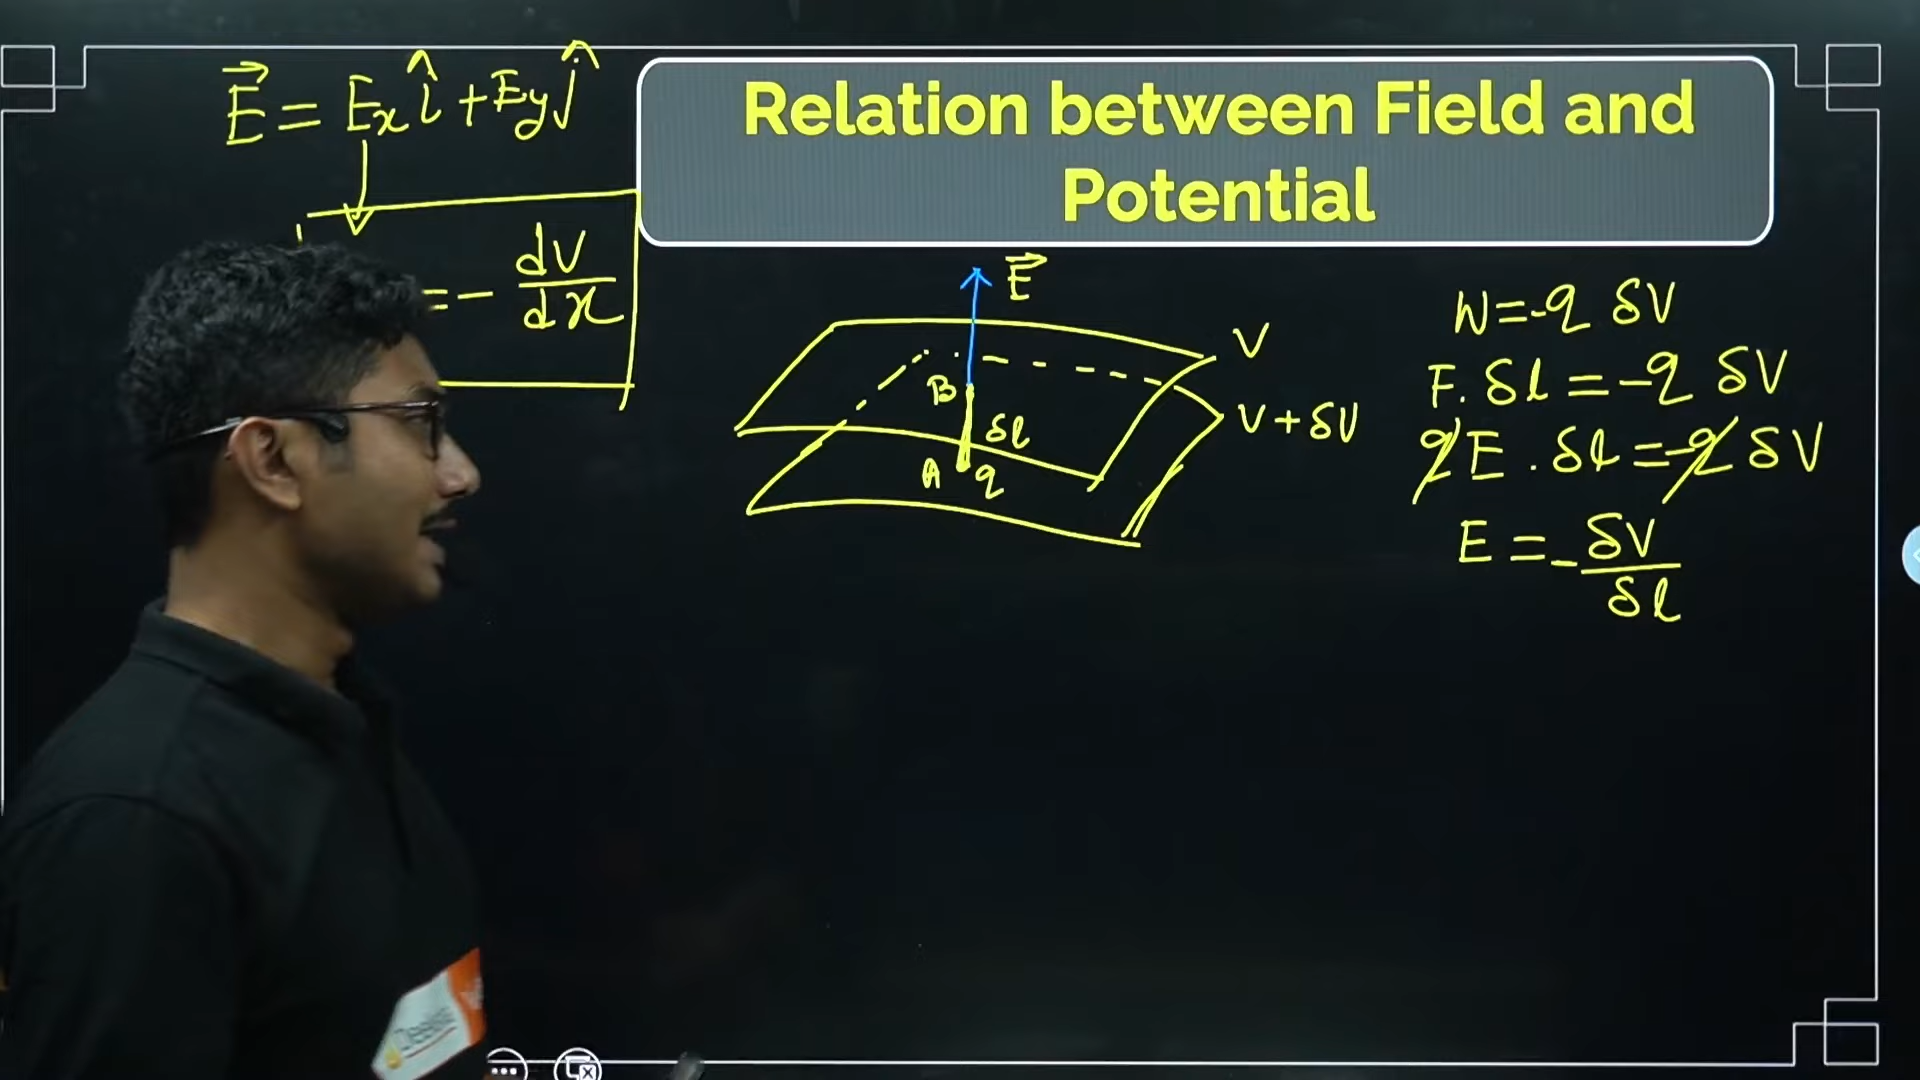 E⃗ = Eₓ î + Ey ĵ
= - dV/dx
Relation between Field and
Potential
E⃗
V
V + δV
B
δl
A q
W = -q δV
F. δl = -q δV
qE . δl = -q δV
E = - δV/δl